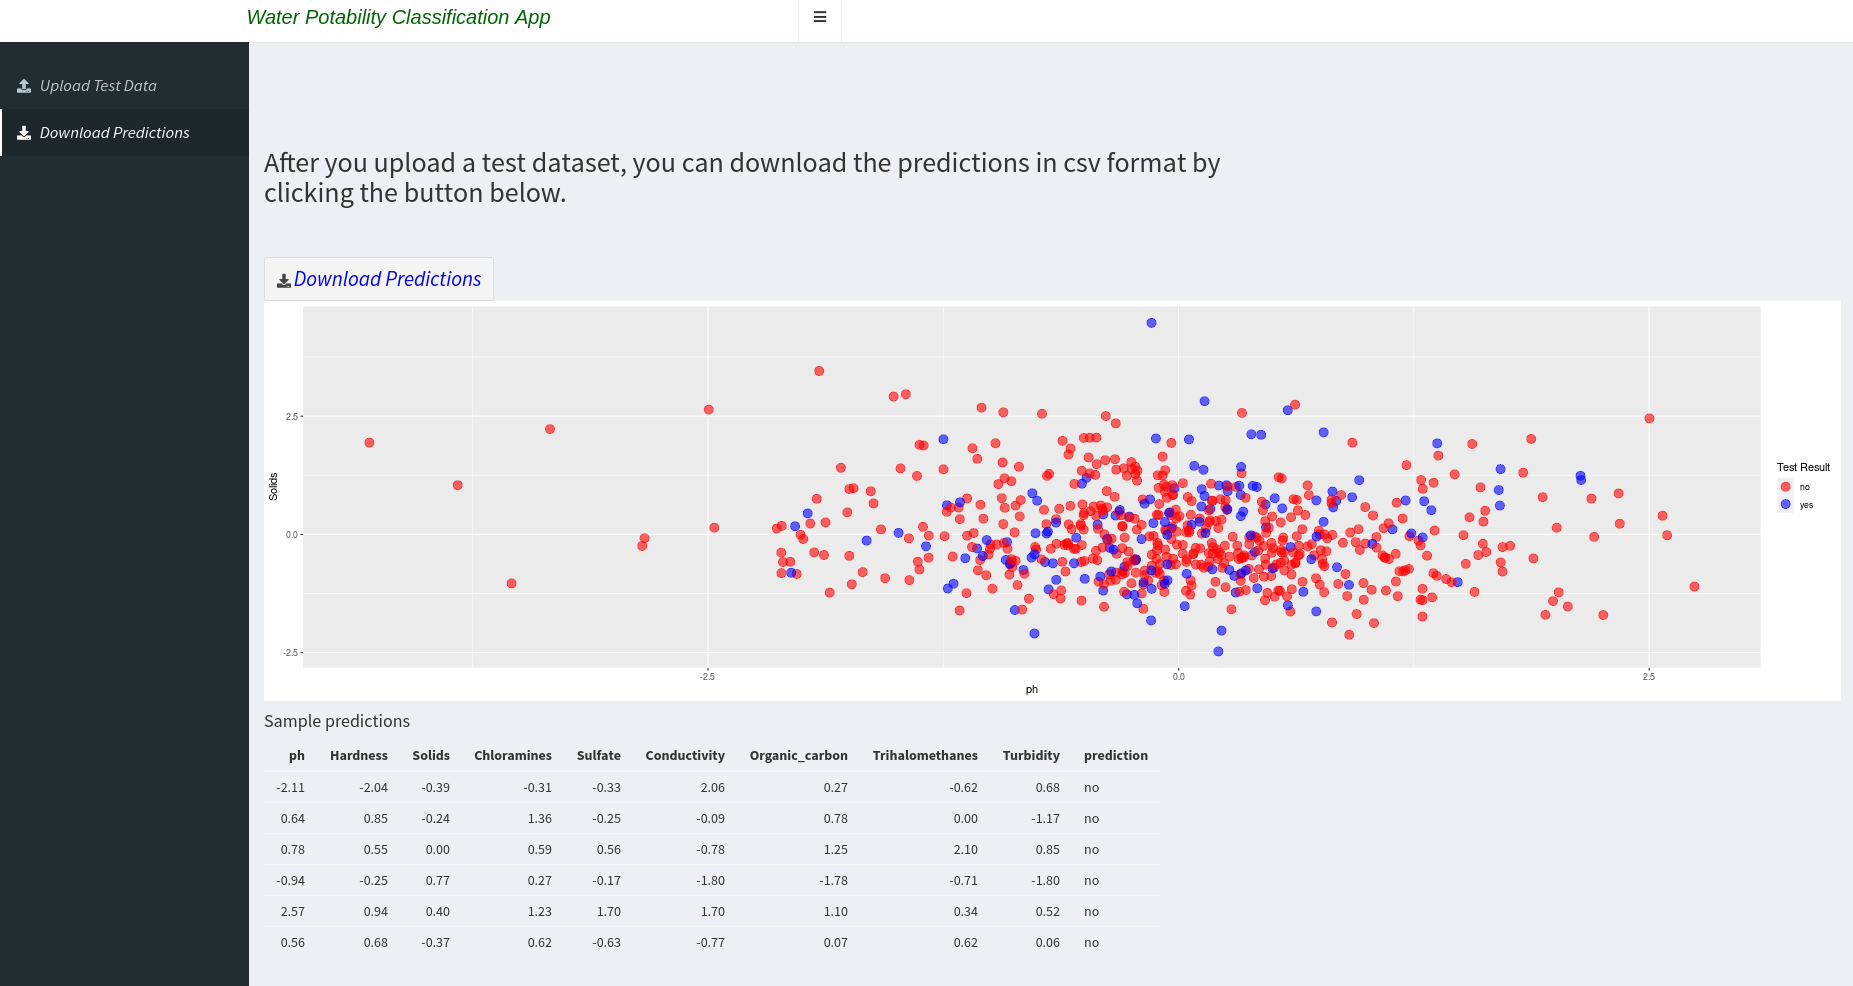 Water Potability Classification App
Upload Test Data
Download Predictions
After you upload a test dataset, you can download the predictions in csv format by
clicking the button below.
Download Predictions
2.5
0.0
-2.5
Solids
-2.5 0.0 2.5
ph
Test Result
no
yes
Sample predictions
ph Hardness Solids Chloramines Sulfate Conductivity Organic_carbon Trihalomethanes Turbidity prediction
-2.11 -2.04 -0.39 -0.31 -0.33 2.06 0.27 -0.62 0.68 no
0.64 0.85 -0.24 1.36 -0.25 -0.09 0.78 0.00 -1.17 no
0.78 0.55 0.00 0.59 0.56 -0.78 1.25 2.10 0.85 no
-0.94 -0.25 0.77 0.27 -0.17 -1.80 -1.78 -0.71 -1.80 no
2.57 0.94 0.40 1.23 1.70 1.70 1.10 0.34 0.52 no
0.56 0.68 -0.37 0.62 -0.63 -0.77 0.07 0.62 0.06 no